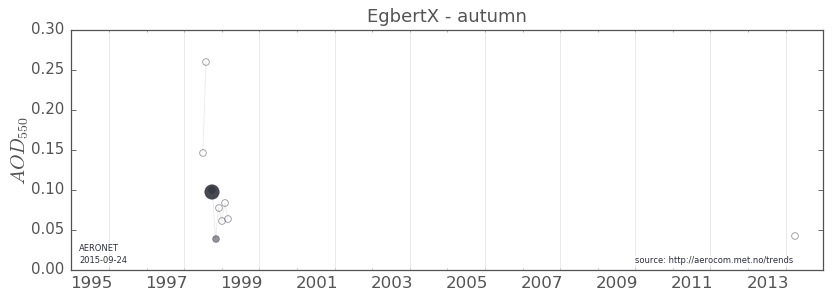 EgbertX - autumn
0.30
0.25
0.20
0.15
0.10
0.05
0.00
AOD550
AERONET
2015-09-24
source: http://aerocom.met.no/trends
1995 1997 1999 2001 2003 2005 2007 2009 2011 2013